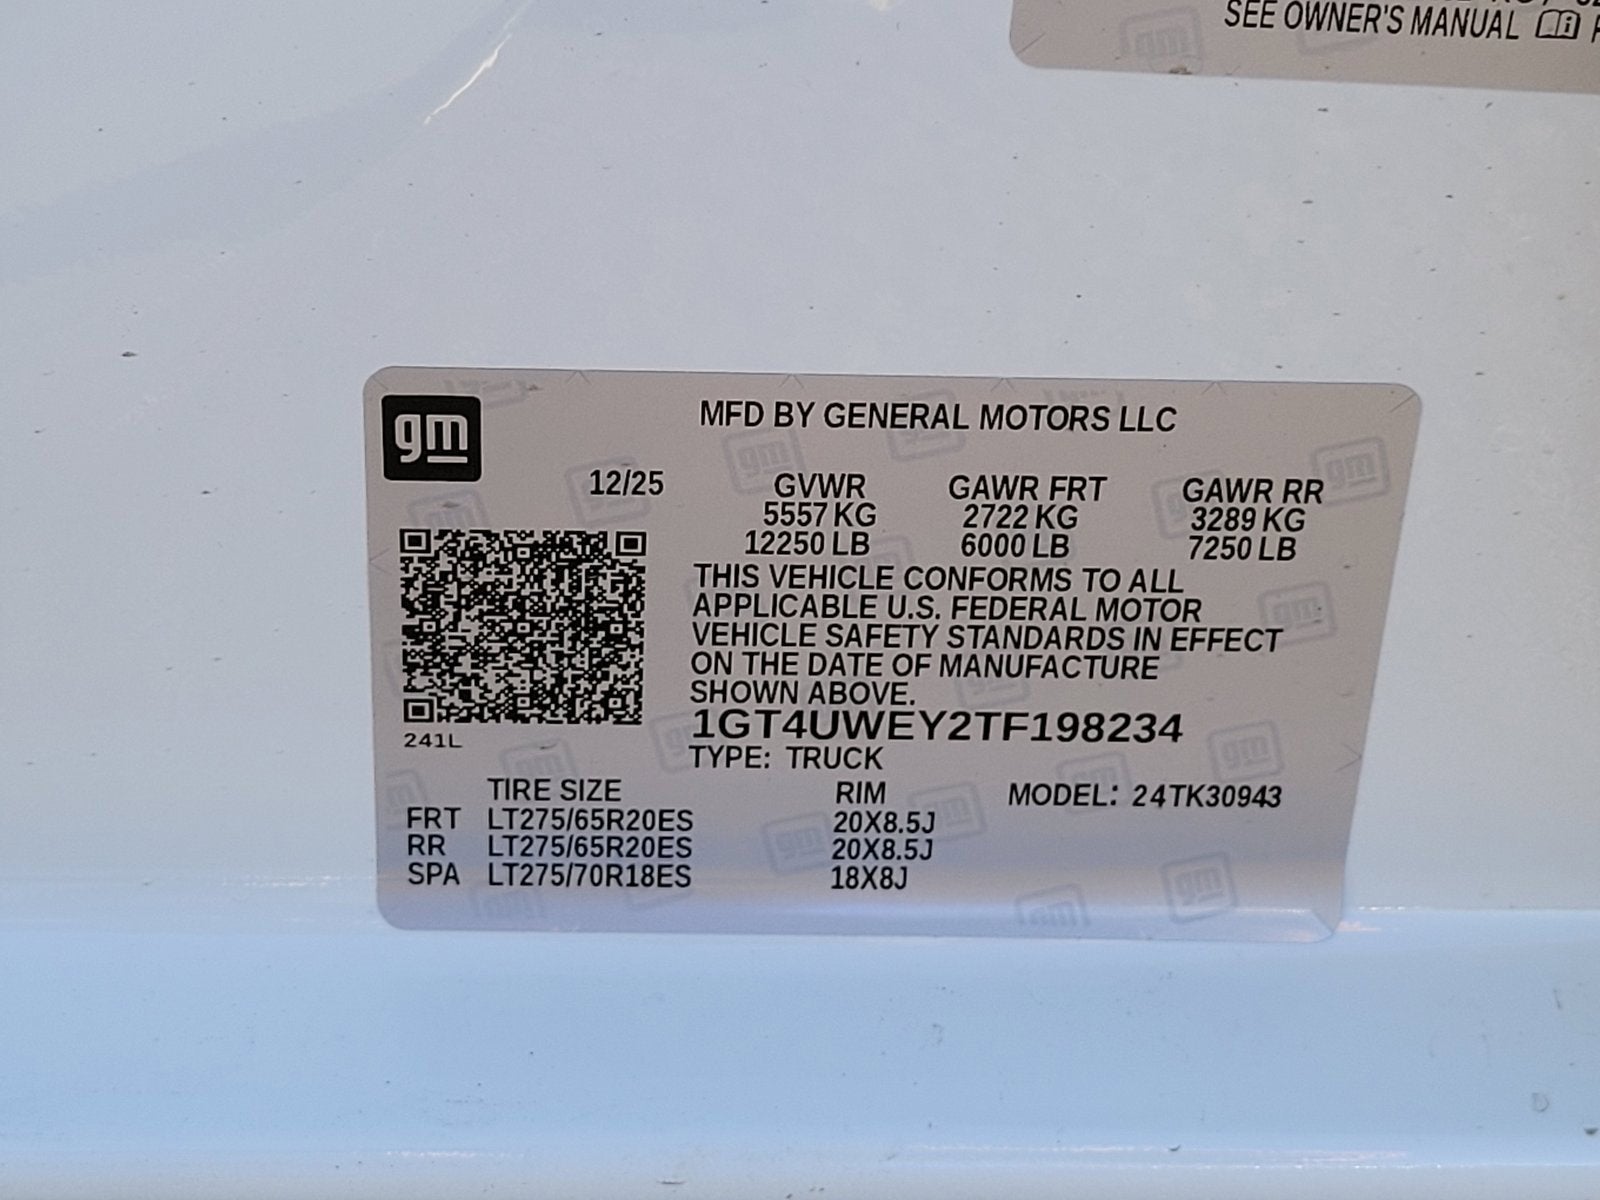 SEE OWNER'S MANUAL
gm
MFD BY GENERAL MOTORS LLC
12/25
GVWR GAWR FRT GAWR RR
5557 KG 2722 KG 3289 KG
12250 LB 6000 LB 7250 LB
THIS VEHICLE CONFORMS TO ALL
APPLICABLE U.S. FEDERAL MOTOR
VEHICLE SAFETY STANDARDS IN EFFECT
ON THE DATE OF MANUFACTURE
SHOWN ABOVE.
1GT4UWEY2TF198234
241L
TYPE: TRUCK
TIRE SIZE RIM MODEL: 24TK30943
FRT LT275/65R20ES 20X8.5J
RR LT275/65R20ES 20X8.5J
SPA LT275/70R18ES 18X8J